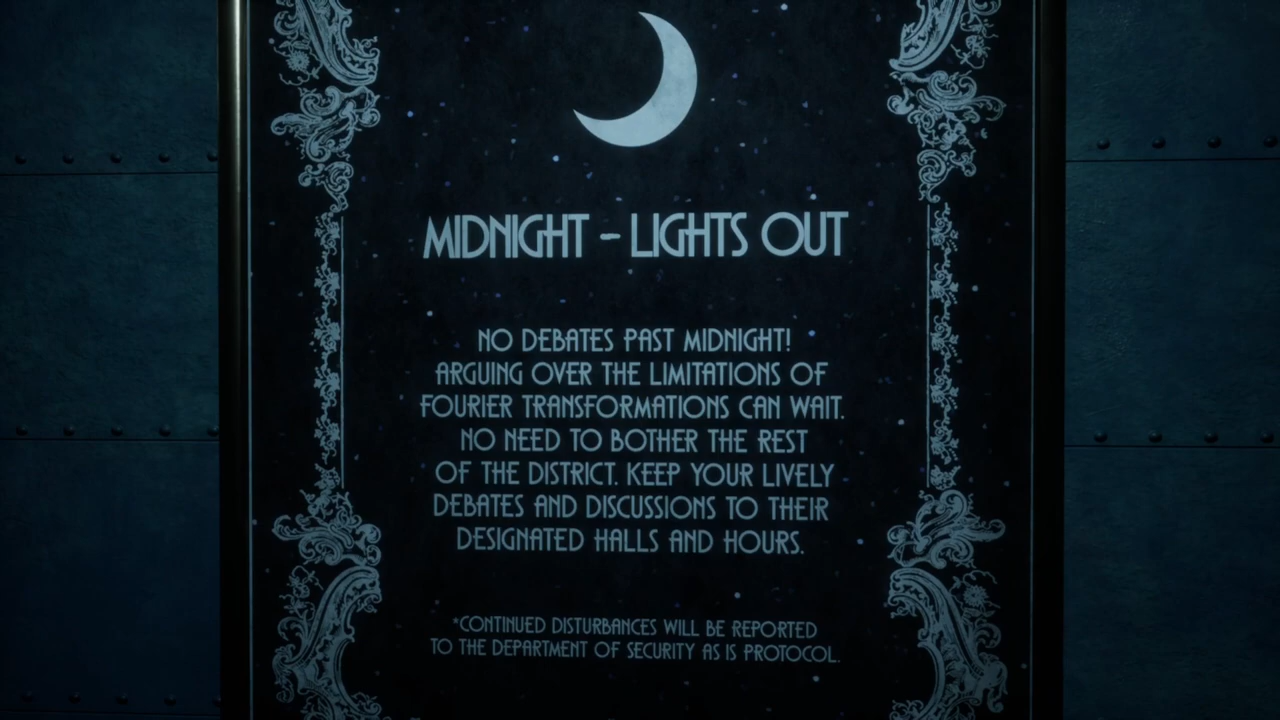 MIDNIGHT – LIGHTS OUT
NO DEBATES PAST MIDNIGHT!
ARGUING OVER THE LIMITATIONS OF
FOURIER TRANSFORMATIONS CAN WAIT.
NO NEED TO BOTHER THE REST
OF THE DISTRICT. KEEP YOUR LIVELY
DEBATES AND DISCUSSIONS TO THEIR
DESIGNATED HALLS AND HOURS.
*CONTINUED DISTURBANCES WILL BE REPORTED
TO THE DEPARTMENT OF SECURITY AS IS PROTOCOL.